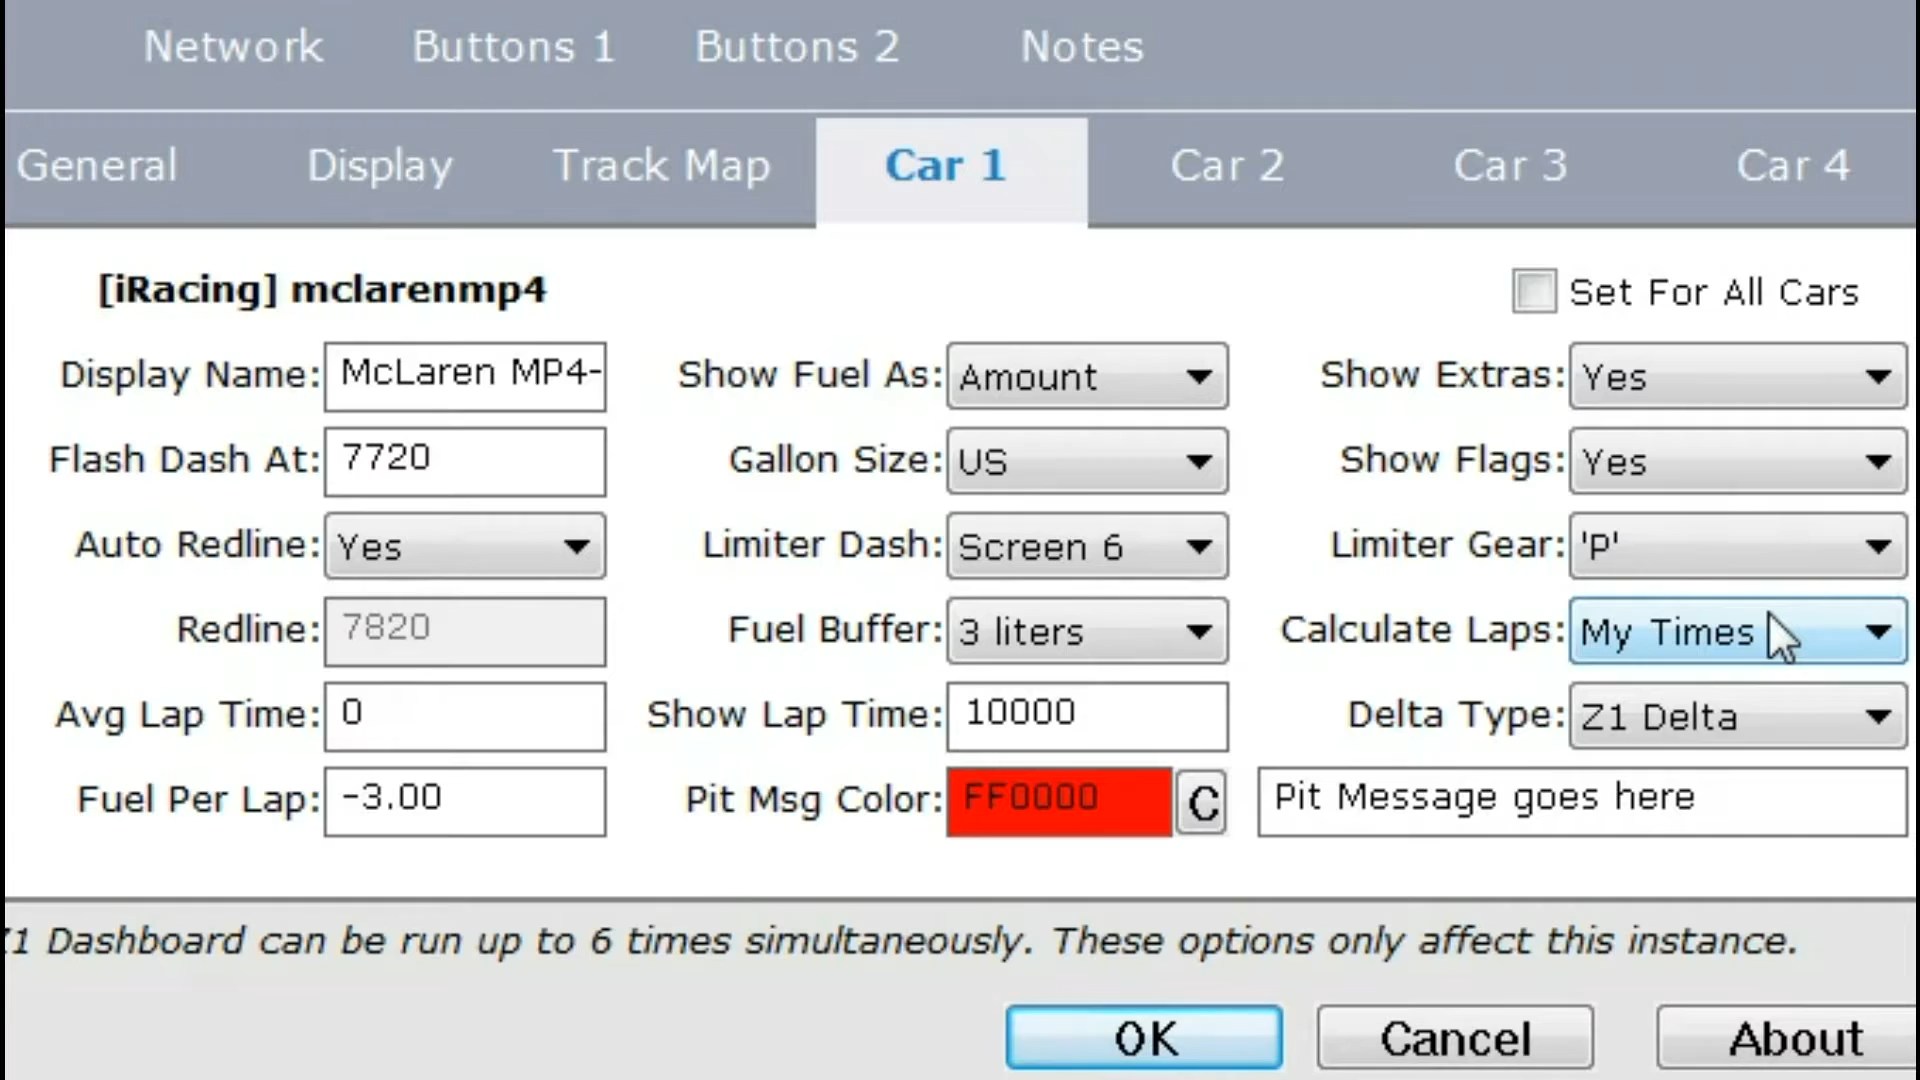 Network Buttons 1 Buttons 2 Notes
General Display Track Map Car 1 Car 2 Car 3 Car 4
[iRacing] mclarenmp4 Set For All Cars
Display Name: McLaren MP4- Show Fuel As: Amount Show Extras: Yes
Flash Dash At: 7720 Gallon Size: US Show Flags: Yes
Auto Redline: Yes Limiter Dash: Screen 6 Limiter Gear: 'P'
Redline: 7820 Fuel Buffer: 3 liters Calculate Laps: My Times
Avg Lap Time: 0 Show Lap Time: 10000 Delta Type: Z1 Delta
Fuel Per Lap: -3.00 Pit Msg Color: FF0000 C Pit Message goes here
Z1 Dashboard can be run up to 6 times simultaneously. These options only affect this instance.
OK Cancel About